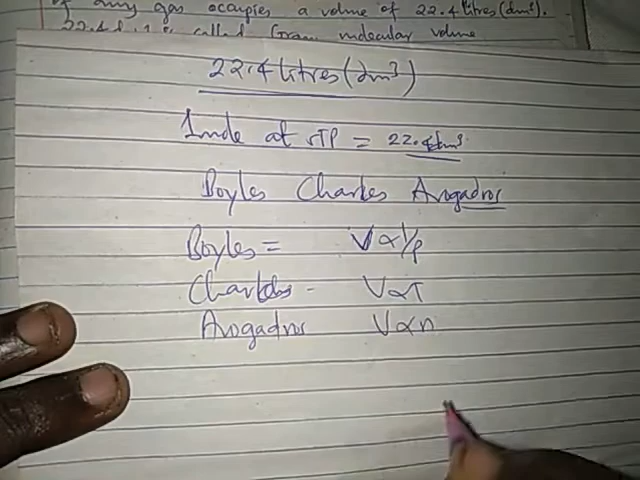 of any gas occupies a volume of 22.4 litres (dm³).
is called Gram molecular volume
22.4 litres (dm³)
1mole at STP = 22.4dm³
Boyles Charles Avogadros
Boyles = V∝1/P
Charles - V∝T
Avogadros V∝n